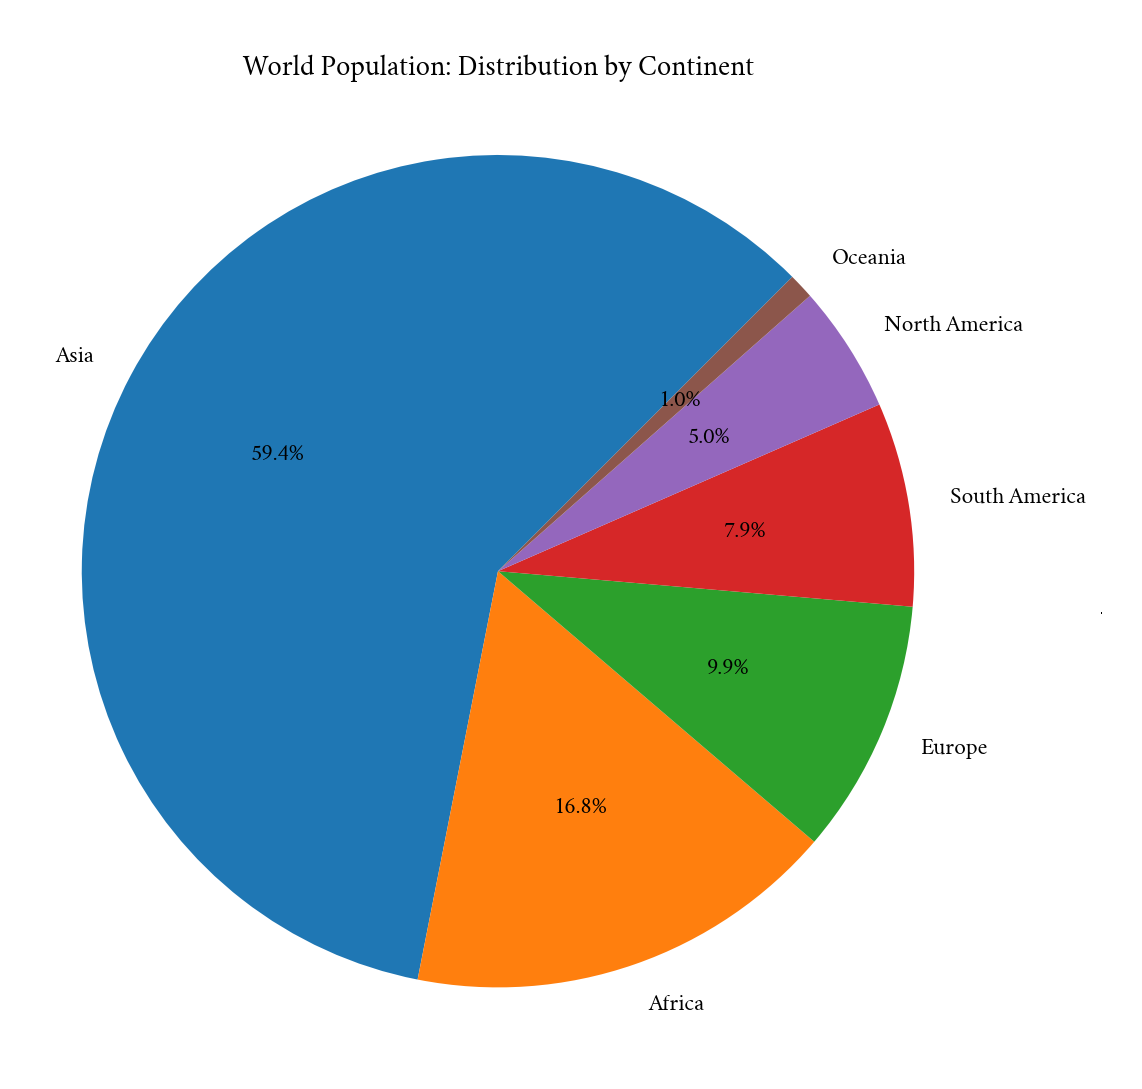 World Population: Distribution by Continent
Oceania
North America
Asia
1.0%
5.0%
59.4%
South America
7.9%
9.9%
Europe
16.8%
Africa